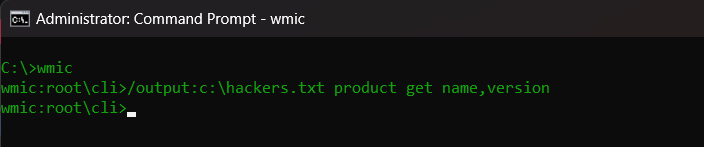 Administrator: Command Prompt - wmic
C:\>wmic
wmic:root\cli>/output:c:\hackers.txt product get name,version
wmic:root\cli>